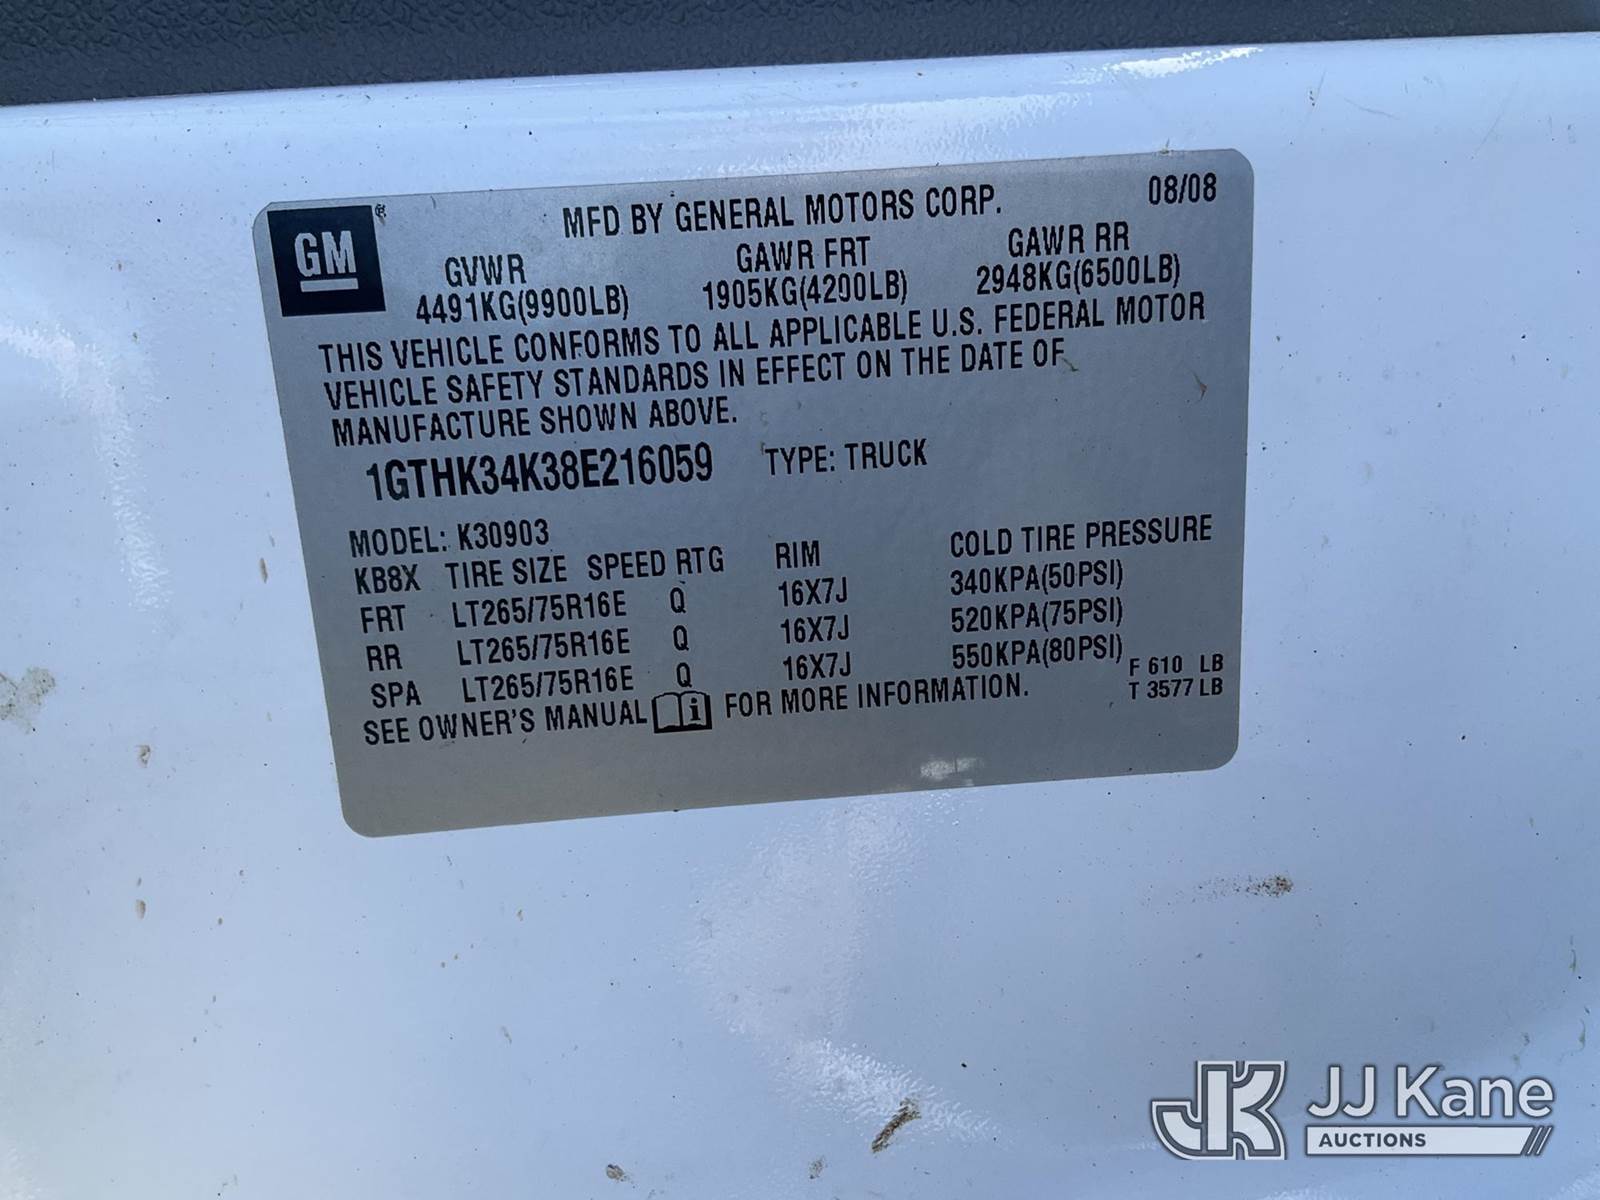 GM
MFD BY GENERAL MOTORS CORP. 08/08
GVWR GAWR FRT GAWR RR
4491KG(9900LB) 1905KG(4200LB) 2948KG(6500LB)
THIS VEHICLE CONFORMS TO ALL APPLICABLE U.S. FEDERAL MOTOR
VEHICLE SAFETY STANDARDS IN EFFECT ON THE DATE OF
MANUFACTURE SHOWN ABOVE.
1GTHK34K38E216059 TYPE: TRUCK
MODEL: K30903
KB8X TIRE SIZE SPEED RTG RIM COLD TIRE PRESSURE
FRT LT265/75R16E Q 16X7J 340KPA(50PSI)
RR LT265/75R16E Q 16X7J 520KPA(75PSI)
SPA LT265/75R16E Q 16X7J 550KPA(80PSI)
SEE OWNER'S MANUAL i FOR MORE INFORMATION.
F 610 LB
T 3577 LB
JK JJ Kane
AUCTIONS